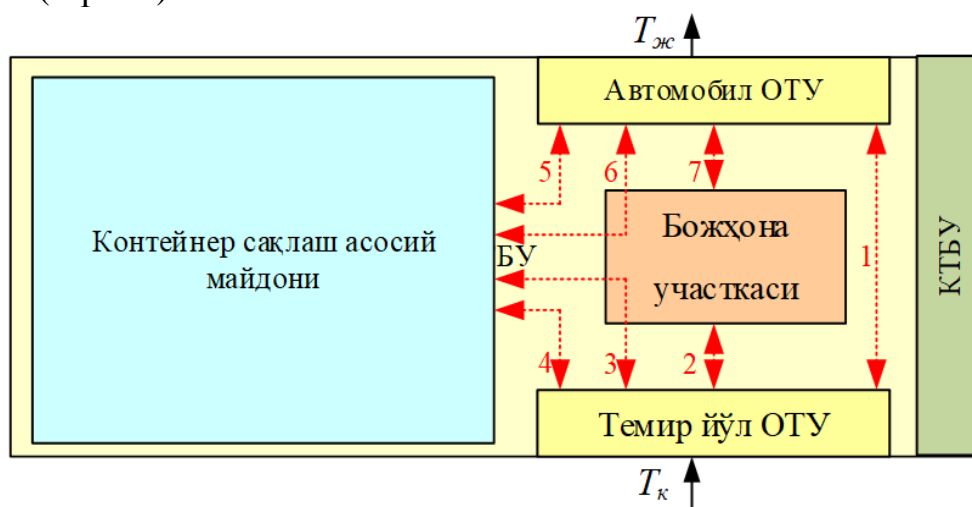 Tж
Автомобил ОТУ
5
6
7
Контейнер сақлаш асосий
майдони
БУ
Божҳона
участкаси
1
КТБУ
4
3
2
Темир йўл ОТУ
Tк